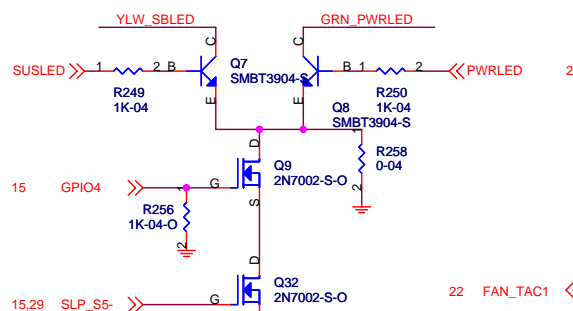 YLW_SBLED GRN_PWRLED
C C
SUSLED 1 2 B Q7 B 1 2 PWRLED 2
SMBT3904-S
R249 R250
1K-04 1K-04
E E Q8
SMBT3904-S
1
D R258
0-04
Q9
2N7002-S-O
15 GPIO4 1 G 2
R256 S
1K-04-O
2
D
Q32
2N7002-S-O
22 FAN_TAC1
15,29 SLP_S5- G